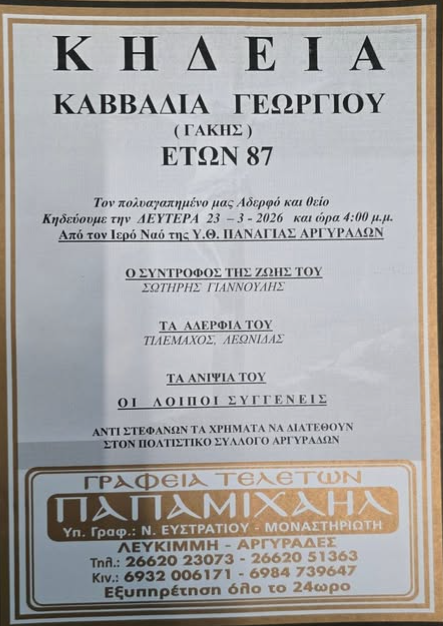 ΚΗΔΕΙΑ
ΚΑΒΒΑΔΙΑ ΓΕΩΡΓΙΟΥ
( ΓΑΚΗΣ )
ΕΤΩΝ 87
Τον πολυαγαπημένο μας Αδερφό και θείο
Κηδεύουμε την ΔΕΥΤΕΡΑ 23 – 3 - 2026 και ώρα 4:00 μ.μ.
Από τον Ιερό Ναό της Υ.Θ. ΠΑΝΑΓΙΑΣ ΑΡΓΥΡΑΔΩΝ
Ο ΣΥΝΤΡΟΦΟΣ ΤΗΣ ΖΩΗΣ ΤΟΥ
ΣΩΤΗΡΗΣ ΓΙΑΝΝΟΥΛΗΣ
ΤΑ ΑΔΕΡΦΙΑ ΤΟΥ
ΤΙΛΕΜΑΧΟΣ, ΛΕΩΝΙΔΑΣ
ΤΑ ΑΝΙΨΙΑ ΤΟΥ
ΟΙ ΛΟΙΠΟΙ ΣΥΓΓΕΝΕΙΣ
ΑΝΤΙ ΣΤΕΦΑΝΩΝ ΤΑ ΧΡΗΜΑΤΑ ΝΑ ΔΙΑΤΕΘΟΥΝ
ΣΤΟΝ ΠΟΛΤΙΣΤΙΚΟ ΣΥΛΛΟΓΟ ΑΡΓΥΡΑΔΩΝ
ΓΡΑΦΕΙΑ ΤΕΛΕΤΩΝ
ΠΑΠΑΜΙΧΑΗΛ
Υπ. Γραφ.: Ν. ΕΥΣΤΡΑΤΙΟΥ - ΜΟΝΑΣΤΗΡΙΩΤΗ
ΛΕΥΚΙΜΜΗ - ΑΡΓΥΡΑΔΕΣ
Τηλ.: 26620 23073 - 26620 51363
Κιν.: 6932 006171 - 6984 739647
Εξυπηρέτηση όλο το 24ωρο